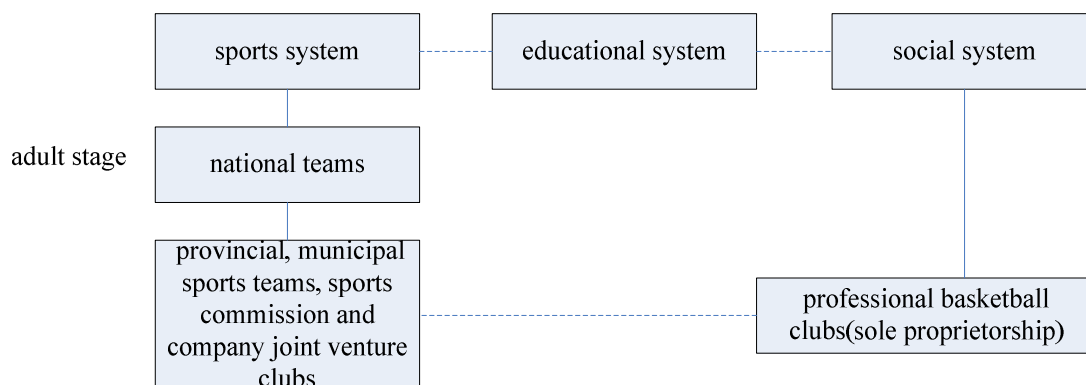 sports system
educational system
social system
adult stage
national teams
provincial, municipal
sports teams, sports
commission and
company joint venture
clubs
professional basketball
clubs(sole proprietorship)